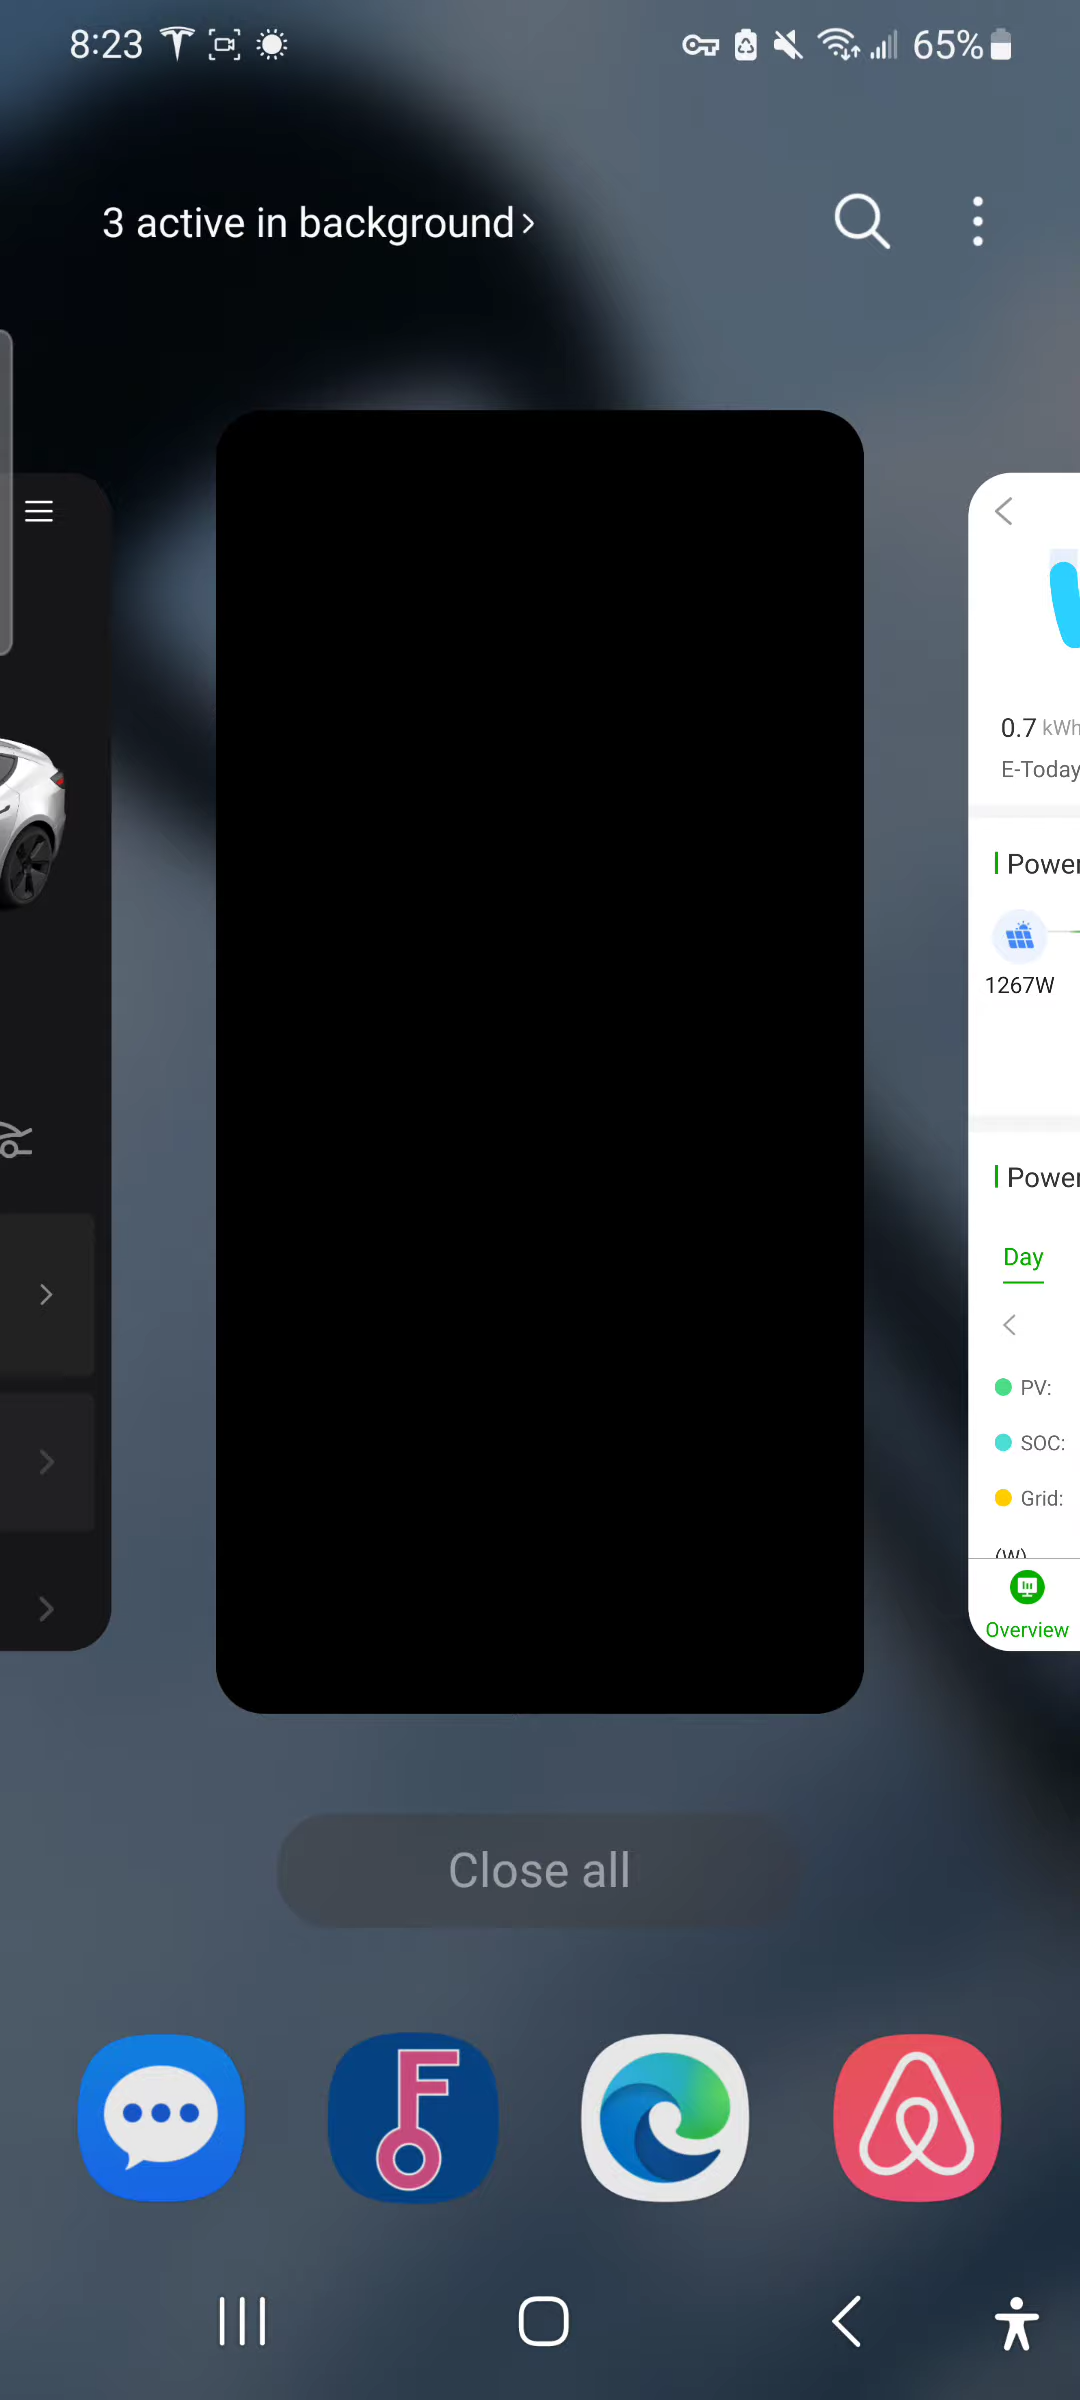 8:23
65%
3 active in background
0.7 kWh
E-Today
Power
1267W
Power
Day
PV:
SOC:
Grid:
(W)
Overview
Close all